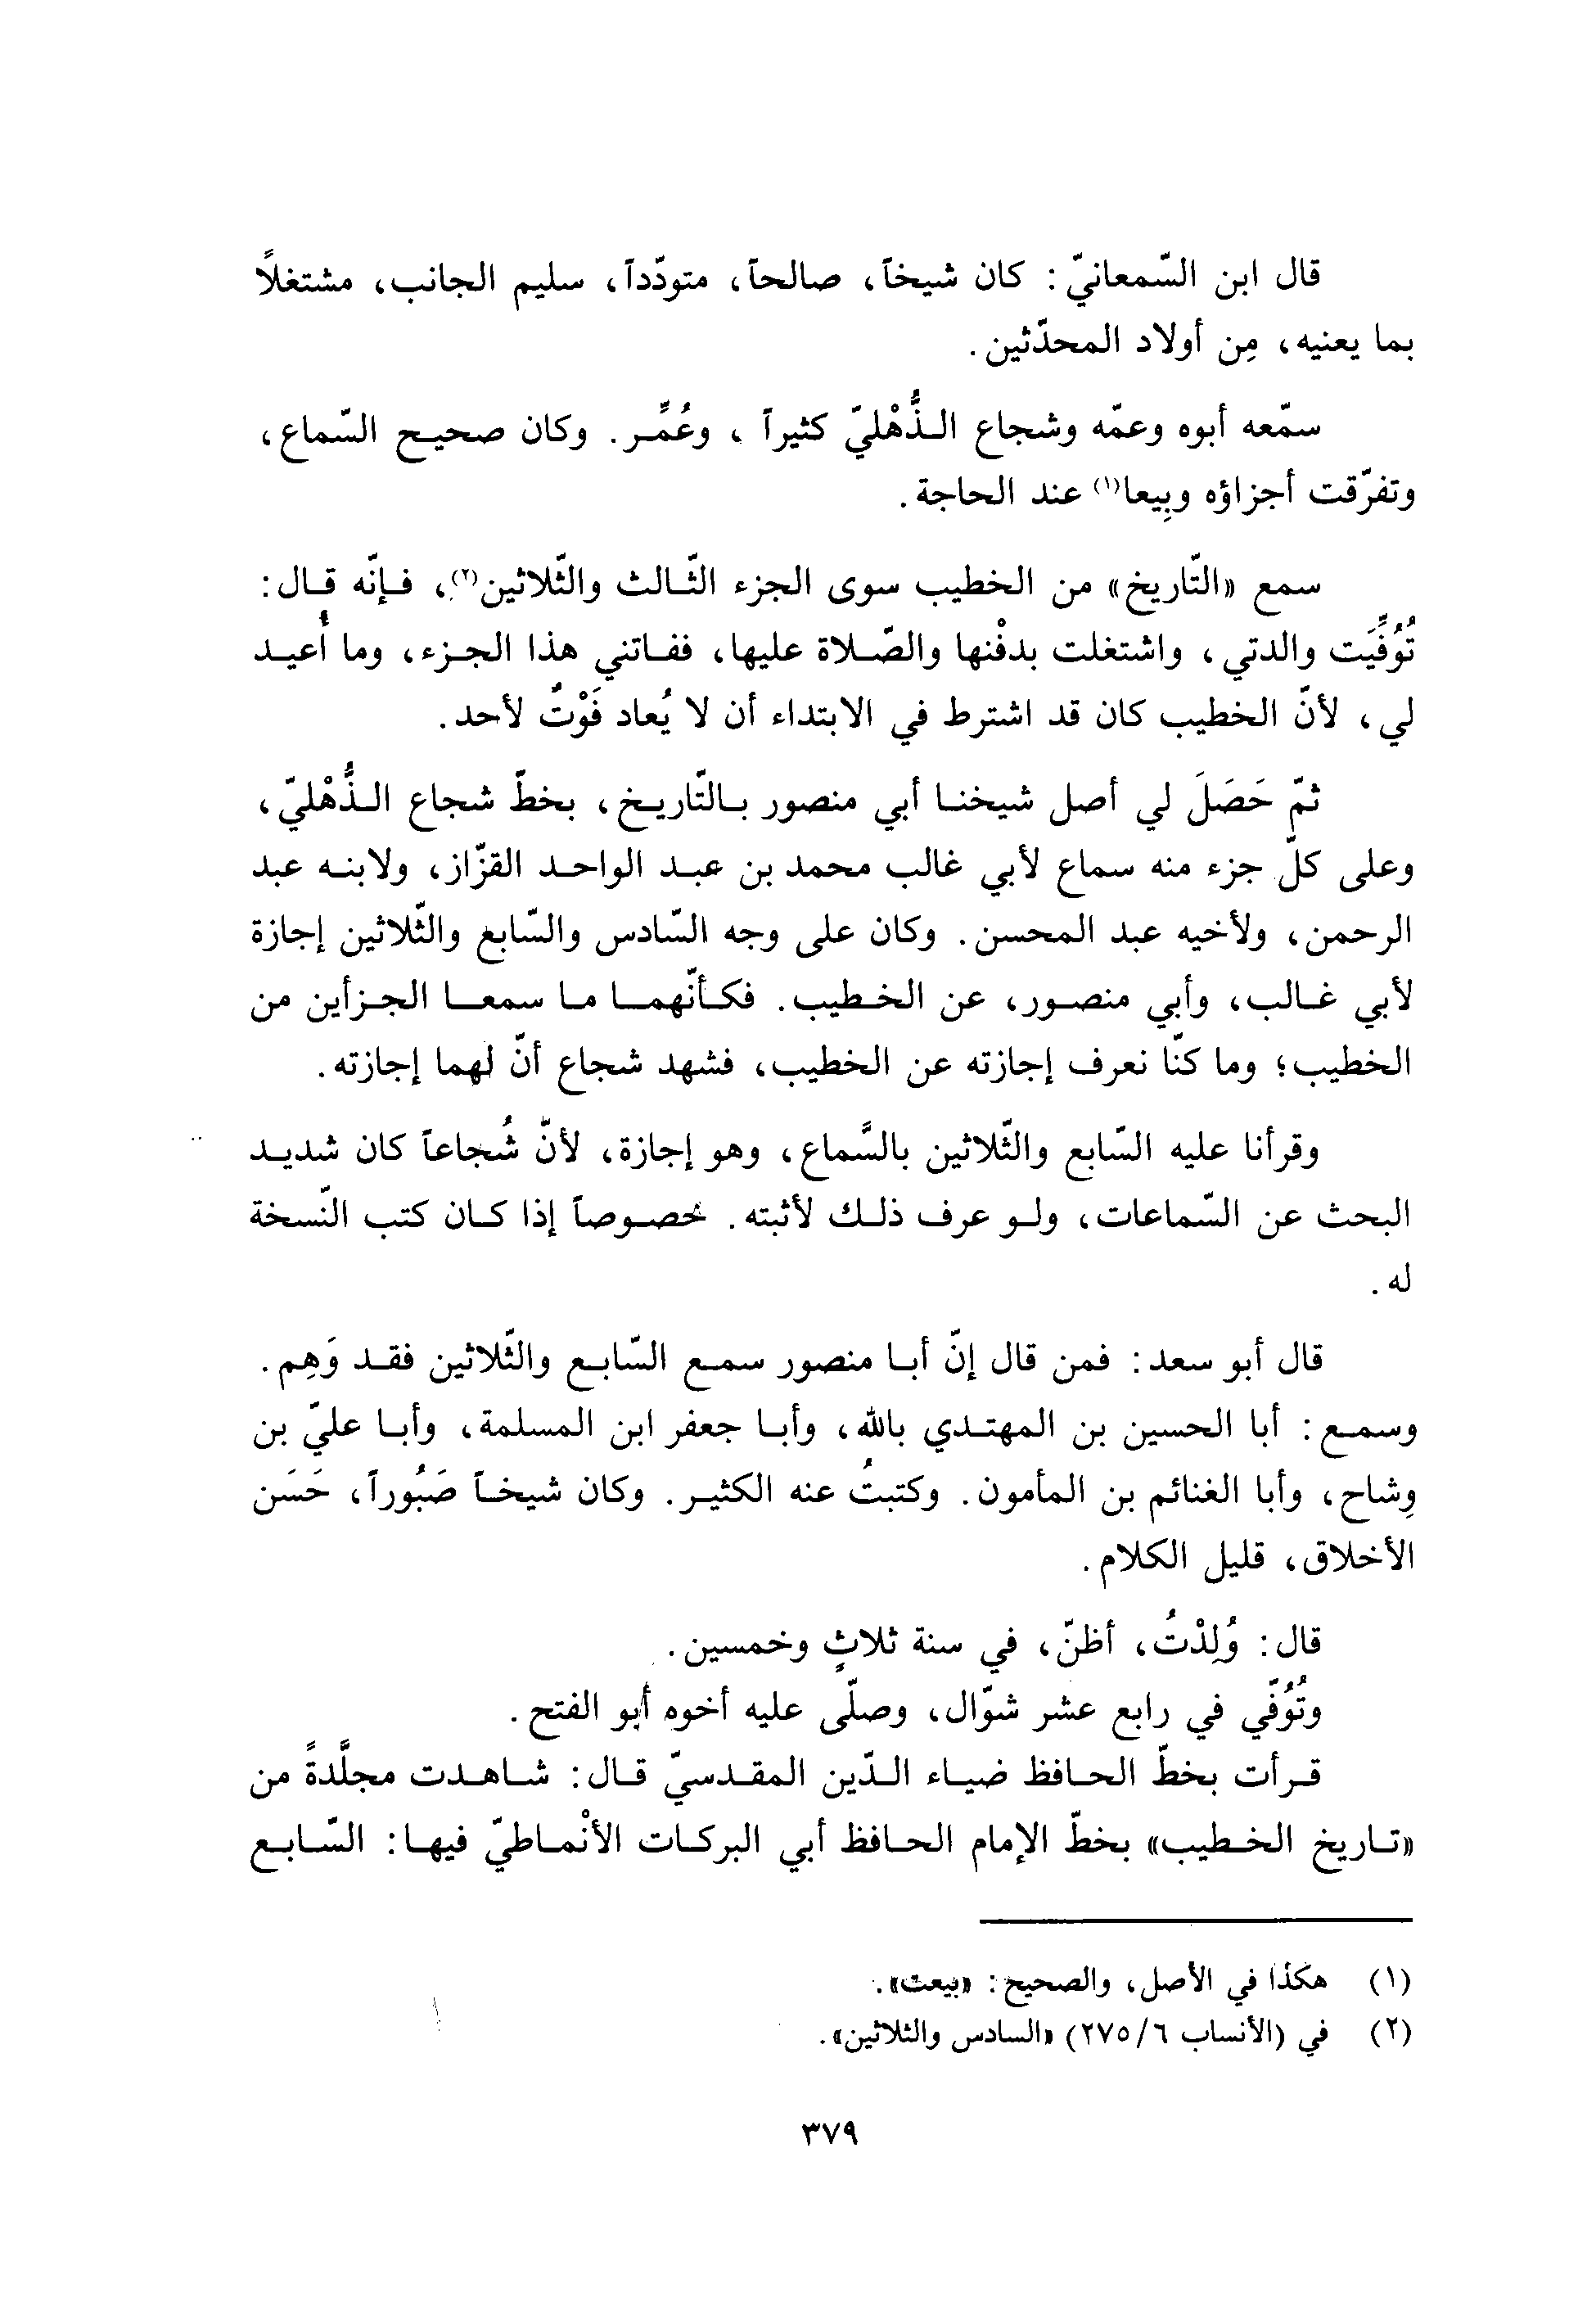 قال ابن السّمعانيّ: كان شيخاً، صالحاً، متودّداً، سليم الجانب، مشتغلاً
بما يعنيه، مِن أولاد المحدّثين.
سمّعه أبوه وعمّه وشجاع الذُّهْليّ كثيراً، وعُمِّر. وكان صحيح السّماع،
وتفرّقت أجزاؤه وبِيعا(١) عند الحاجة.
سمع «التّاريخ» من الخطيب سوى الجزء الثّالث والثّلاثين(٢)، فإنّه قال:
تُوُفِّيَت والدتي، واشتغلت بدفْنها والصّلاة عليها، ففاتني هذا الجزء، وما أُعيد
لي، لأنّ الخطيب كان قد اشترط في الابتداء أن لا يُعاد فَوْتٌ لأحد.
ثمّ حَصَلَ لي أصل شيخنا أبي منصور بالتّاريخ، بخطّ شجاع الذُّهْليّ،
وعلى كلّ جزء منه سماع لأبي غالب محمد بن عبد الواحد القزّاز، ولابنه عبد
الرحمن، ولأخيه عبد المحسن. وكان على وجه السّادس والسّابع والثّلاثين إجازة
لأبي غالب، وأبي منصور، عن الخطيب. فكأنّهما ما سمعا الجزأين من
الخطيب؛ وما كنّا نعرف إجازته عن الخطيب، فشهد شجاع أنّ لهما إجازته.
وقرأنا عليه السّابع والثّلاثين بالسَّماع، وهو إجازة، لأنّ شُجاعاً كان شديد
البحث عن السّماعات، ولو عرف ذلك لأثبته. خصوصاً إذا كان كتب النّسخة
له.
قال أبو سعد: فمن قال إنّ أبا منصور سمع السّابع والثّلاثين فقد وَهِم.
وسمع: أبا الحسين بن المهتدي بالله، وأبا جعفر ابن المسلمة، وأبا عليّ بن
وِشاح، وأبا الغنائم بن المأمون. وكتبتُ عنه الكثير. وكان شيخاً صَبُوراً، حَسَن
الأخلاق، قليل الكلام.
قال: وُلِدْتُ، أظنّ، في سنة ثلاثٍ وخمسين.
وتُوُفّي في رابع عشر شوّال، وصلّى عليه أخوه أبو الفتح.
قرأت بخطّ الحافظ ضياء الدّين المقدسيّ قال: شاهدت مجلَّدةً من
«تاريخ الخطيب» بخطّ الإمام الحافظ أبي البركات الأنْماطيّ فيها: السّابع
(١) هكذا في الأصل، والصحيح: «بيعت».
(٢) في (الأنساب ٦/٢٧٥) «السادس والثلاثين».
٣٧٩